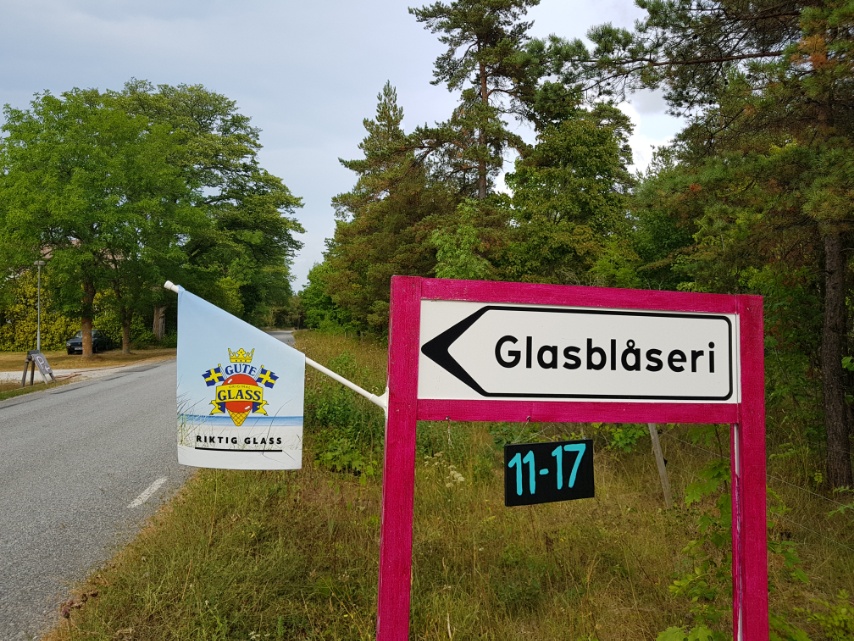 GUTE
GLASS
RIKTIG GLASS
Glasblåseri
11-17